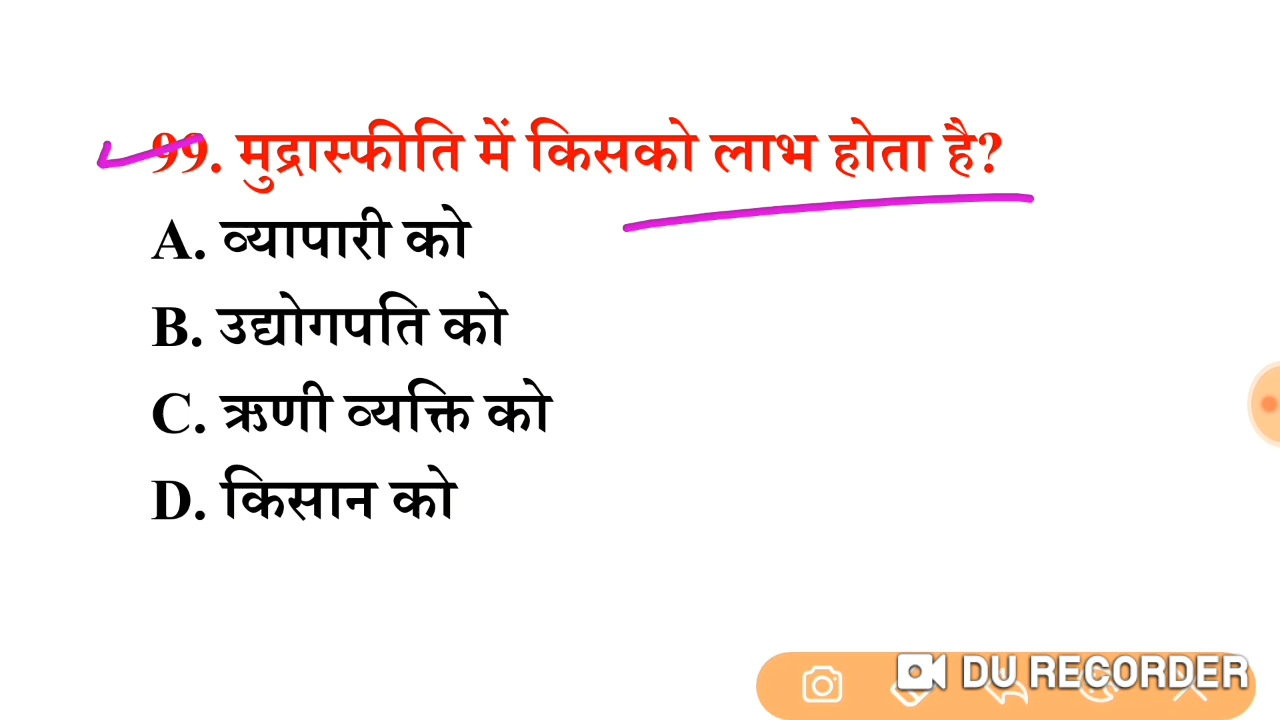 99. मुद्रास्फीति में किसको लाभ होता है?
A. व्यापारी को
B. उद्योगपति को
C. ऋणी व्यक्ति को
D. किसान को
DU RECORDER